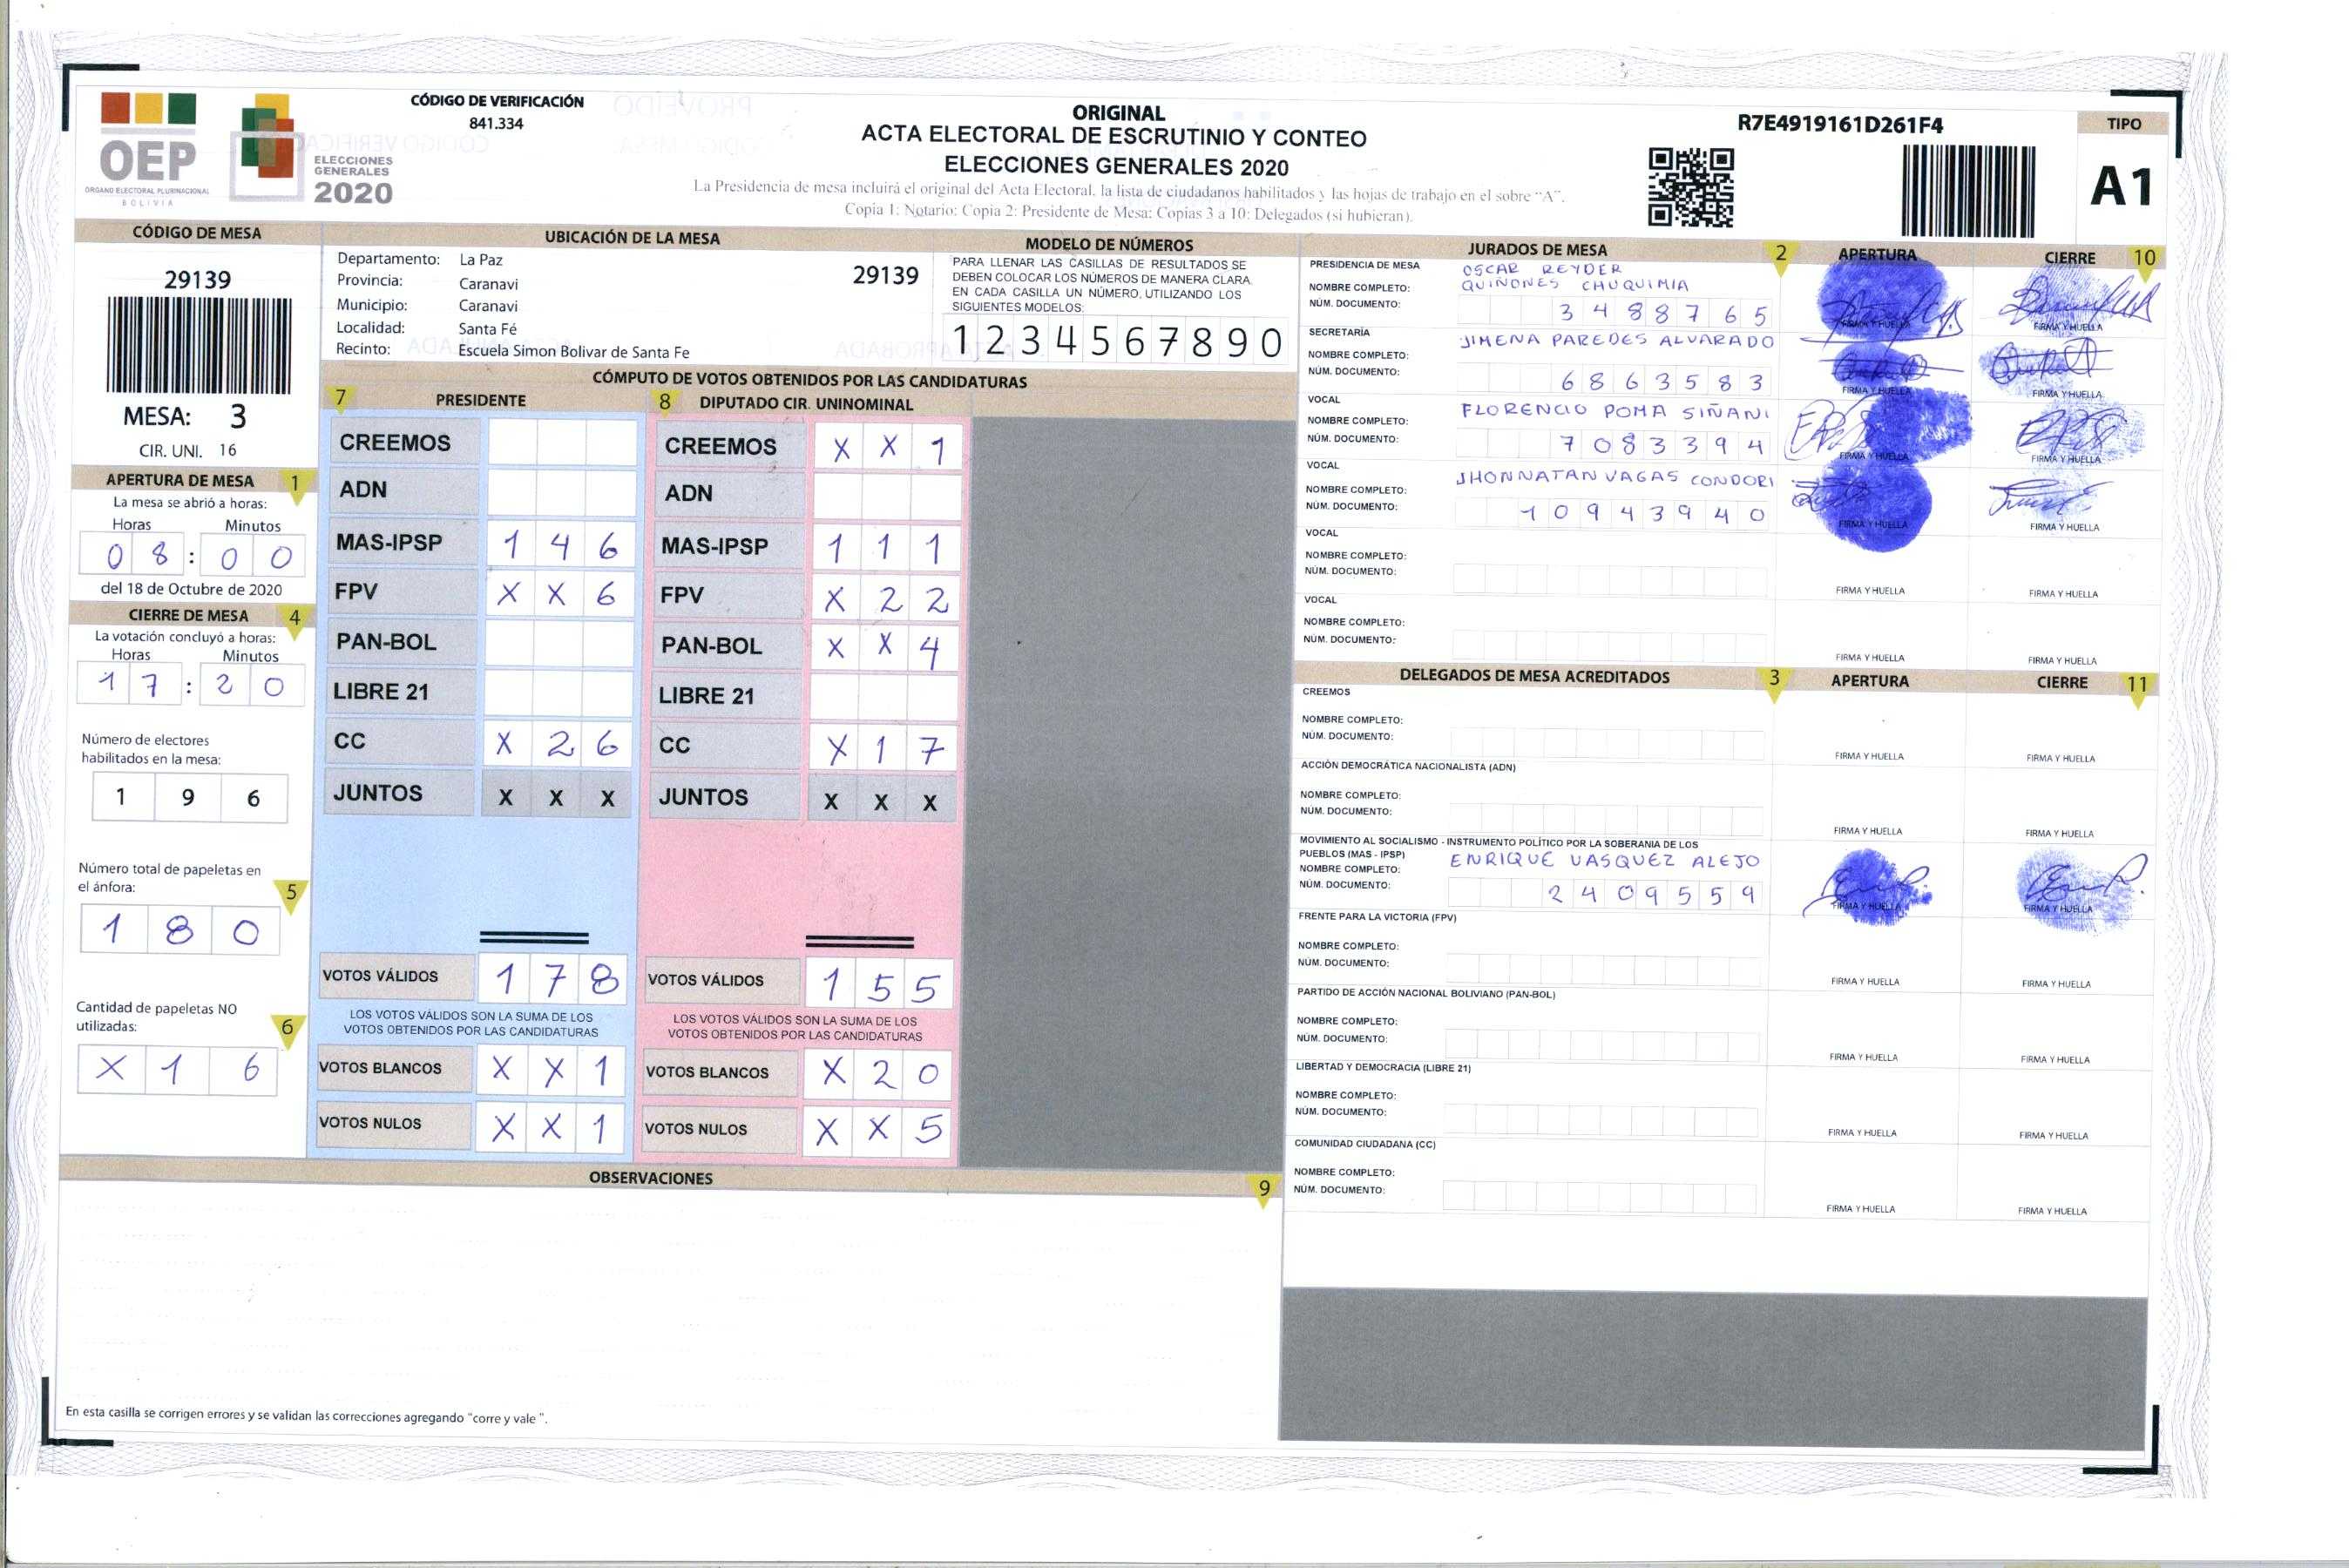 OEP
ÓRGANO ELECTORAL PLURINACIONAL
BOLIVIA
ELECCIONES
GENERALES
2020
CÓDIGO DE VERIFICACIÓN
841.334
ORIGINAL
ACTA ELECTORAL DE ESCRUTINIO Y CONTEO
ELECCIONES GENERALES 2020
La Presidencia de mesa incluirá el original del Acta Electoral, la lista de ciudadanos habilitados y las hojas de trabajo en el sobre "A".
Copia 1: Notario: Copia 2: Presidente de Mesa: Copias 3 a 10: Delegados (si hubieran).
R7E4919161D261F4
TIPO
A1
CÓDIGO DE MESA
29139
MESA: 3
CIR. UNI. 16
APERTURA DE MESA 1
La mesa se abrió a horas:
Horas Minutos
0 8 : 0 0
del 18 de Octubre de 2020
CIERRE DE MESA 4
La votación concluyó a horas:
Horas Minutos
1 7 : 2 0
Número de electores
habilitados en la mesa:
1 9 6
Número total de papeletas en
el ánfora: 5
1 8 0
Cantidad de papeletas NO
utilizadas: 6
X 1 6
UBICACIÓN DE LA MESA
Departamento: La Paz
29139
Provincia: Caranavi
Municipio: Caranavi
Localidad: Santa Fé
Recinto: Escuela Simon Bolivar de Santa Fe
MODELO DE NÚMEROS
PARA LLENAR LAS CASILLAS DE RESULTADOS SE
DEBEN COLOCAR LOS NÚMEROS DE MANERA CLARA.
EN CADA CASILLA UN NÚMERO, UTILIZANDO LOS
SIGUIENTES MODELOS:
1 2 3 4 5 6 7 8 9 0
CÓMPUTO DE VOTOS OBTENIDOS POR LAS CANDIDATURAS
7 PRESIDENTE
CREEMOS
ADN
MAS-IPSP 1 4 6
FPV X X 6
PAN-BOL
LIBRE 21
CC X 2 6
JUNTOS X X X
VOTOS VÁLIDOS 1 7 8
LOS VOTOS VÁLIDOS SON LA SUMA DE LOS
VOTOS OBTENIDOS POR LAS CANDIDATURAS
VOTOS BLANCOS X X 1
VOTOS NULOS X X 1
8 DIPUTADO CIR. UNINOMINAL
CREEMOS X X 1
ADN
MAS-IPSP 1 1 1
FPV X 2 2
PAN-BOL X X 4
LIBRE 21
CC X 1 7
JUNTOS X X X
VOTOS VÁLIDOS 1 5 5
LOS VOTOS VÁLIDOS SON LA SUMA DE LOS
VOTOS OBTENIDOS POR LAS CANDIDATURAS
VOTOS BLANCOS X 2 0
VOTOS NULOS X X 5
OBSERVACIONES 9
En esta casilla se corrigen errores y se validan las correcciones agregando "corre y vale ".
JURADOS DE MESA 2 APERTURA CIERRE 10
PRESIDENCIA DE MESA
OSCAR REYDER
NOMBRE COMPLETO: QUIÑONES CHUQUIMIA
NÚM. DOCUMENTO: 3 4 8 8 7 6 5
FIRMA Y HUELLA FIRMA Y HUELLA
SECRETARÍA
NOMBRE COMPLETO: JIMENA PAREDES ALVARADO
NÚM. DOCUMENTO: 6 8 6 3 5 8 3
FIRMA Y HUELLA FIRMA Y HUELLA
VOCAL
NOMBRE COMPLETO: FLORENCIO POMA SIÑANI
NÚM. DOCUMENTO: 7 0 8 3 3 9 4
FIRMA Y HUELLA FIRMA Y HUELLA
VOCAL
NOMBRE COMPLETO: JHONNATAN VAGAS CONDORI
NÚM. DOCUMENTO: 1 0 9 4 3 9 4 0
FIRMA Y HUELLA FIRMA Y HUELLA
VOCAL
NOMBRE COMPLETO:
NÚM. DOCUMENTO:
FIRMA Y HUELLA FIRMA Y HUELLA
VOCAL
NOMBRE COMPLETO:
NÚM. DOCUMENTO:
FIRMA Y HUELLA FIRMA Y HUELLA
DELEGADOS DE MESA ACREDITADOS 3 APERTURA CIERRE 11
CREEMOS
NOMBRE COMPLETO:
NÚM. DOCUMENTO:
FIRMA Y HUELLA FIRMA Y HUELLA
ACCIÓN DEMOCRÁTICA NACIONALISTA (ADN)
NOMBRE COMPLETO:
NÚM. DOCUMENTO:
FIRMA Y HUELLA FIRMA Y HUELLA
MOVIMIENTO AL SOCIALISMO - INSTRUMENTO POLÍTICO POR LA SOBERANIA DE LOS
PUEBLOS (MAS - IPSP)
NOMBRE COMPLETO: ENRIQUE VASQUEZ ALEJO
NÚM. DOCUMENTO: 2 4 0 9 5 5 9
FIRMA Y HUELLA FIRMA Y HUELLA
FRENTE PARA LA VICTORIA (FPV)
NOMBRE COMPLETO:
NÚM. DOCUMENTO:
FIRMA Y HUELLA FIRMA Y HUELLA
PARTIDO DE ACCIÓN NACIONAL BOLIVIANO (PAN-BOL)
NOMBRE COMPLETO:
NÚM. DOCUMENTO:
FIRMA Y HUELLA FIRMA Y HUELLA
LIBERTAD Y DEMOCRACIA (LIBRE 21)
NOMBRE COMPLETO:
NÚM. DOCUMENTO:
FIRMA Y HUELLA FIRMA Y HUELLA
COMUNIDAD CIUDADANA (CC)
NOMBRE COMPLETO:
NÚM. DOCUMENTO:
FIRMA Y HUELLA FIRMA Y HUELLA